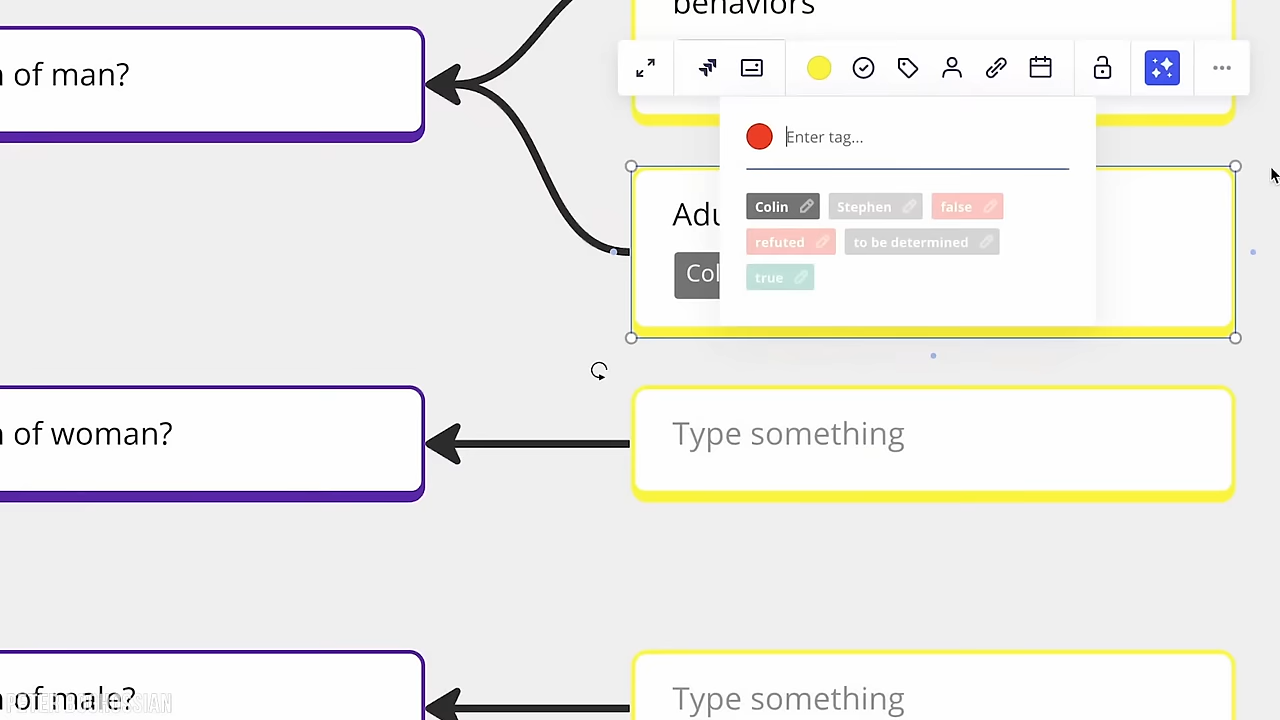 behaviors
n of man?
Enter tag...
Adu
Colin
Stephen
false
refuted
to be determined
Col
true
n of woman?
Type something
n of male?
Type something